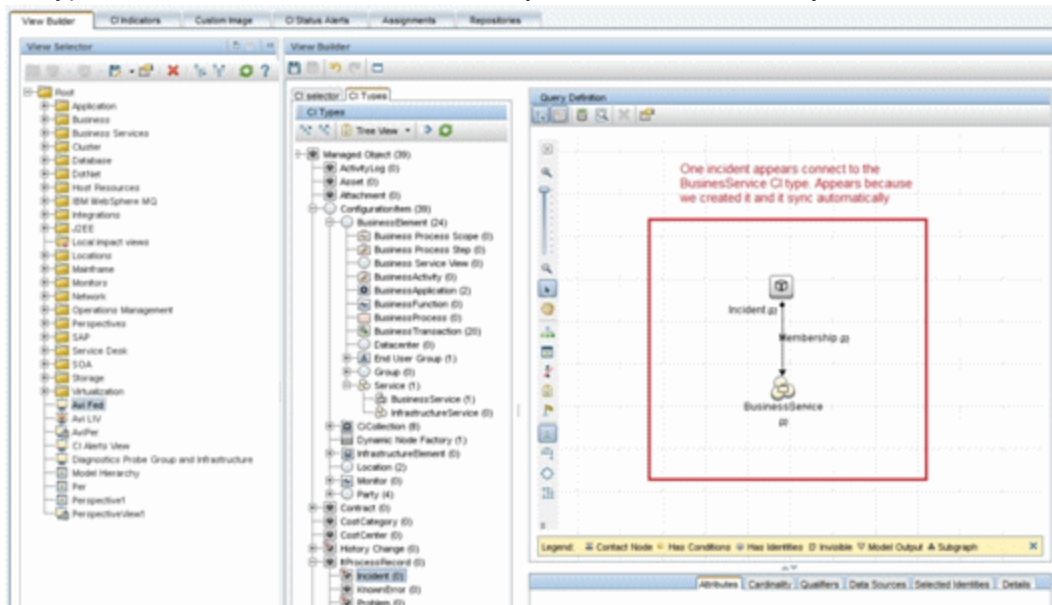 View Builder
CI Indicators
Custom Image
CI Status Alerts
Assignments
Repositories
View Selector
View Builder
Root
Application
Business
Business Services
Cluster
Database
DotNet
Host Resources
IBM WebSphere MQ
Integrations
J2EE
Local impact views
Locations
Mainframe
Monitors
Network
Operations Management
Perspectives
SAP
Service Desk
SOA
Storage
Virtualization
Avi Fed
Avi LIV
AviPer
CI Alerts View
Diagnostics Probe Group and Infrastructure
Model Hierarchy
Per
Perspective1
PerspectiveView1
CI selector
CI Types
CI Types
Tree View
Managed Object (39)
ActivityLog (0)
Asset (0)
Attachment (0)
ConfigurationItem (39)
BusinessElement (24)
Business Process Scope (0)
Business Process Step (0)
Business Service View (0)
BusinessActivity (0)
BusinessApplication (2)
BusinessFunction (0)
BusinessProcess (0)
BusinessTransaction (20)
Datacenter (0)
End User Group (1)
Group (0)
Service (1)
BusinessService (1)
InfrastructureService (0)
CiCollection (8)
Dynamic Node Factory (1)
InfrastructureElement (0)
Location (2)
Monitor (0)
Party (4)
Contract (0)
CostCategory (0)
CostCenter (0)
History Change (0)
ItProcessRecord (0)
Incident (0)
KnownError (0)
Problem (0)
Query Definition
One incident appears connect to the
BusinesService CI type. Appears because
we created it and it sync automatically
Incident
Membership
BusinessService
Legend: Contact Node Has Conditions Has Identities Invisible Model Output Subgraph
Attributes
Cardinality
Qualifiers
Data Sources
Selected Identities
Details